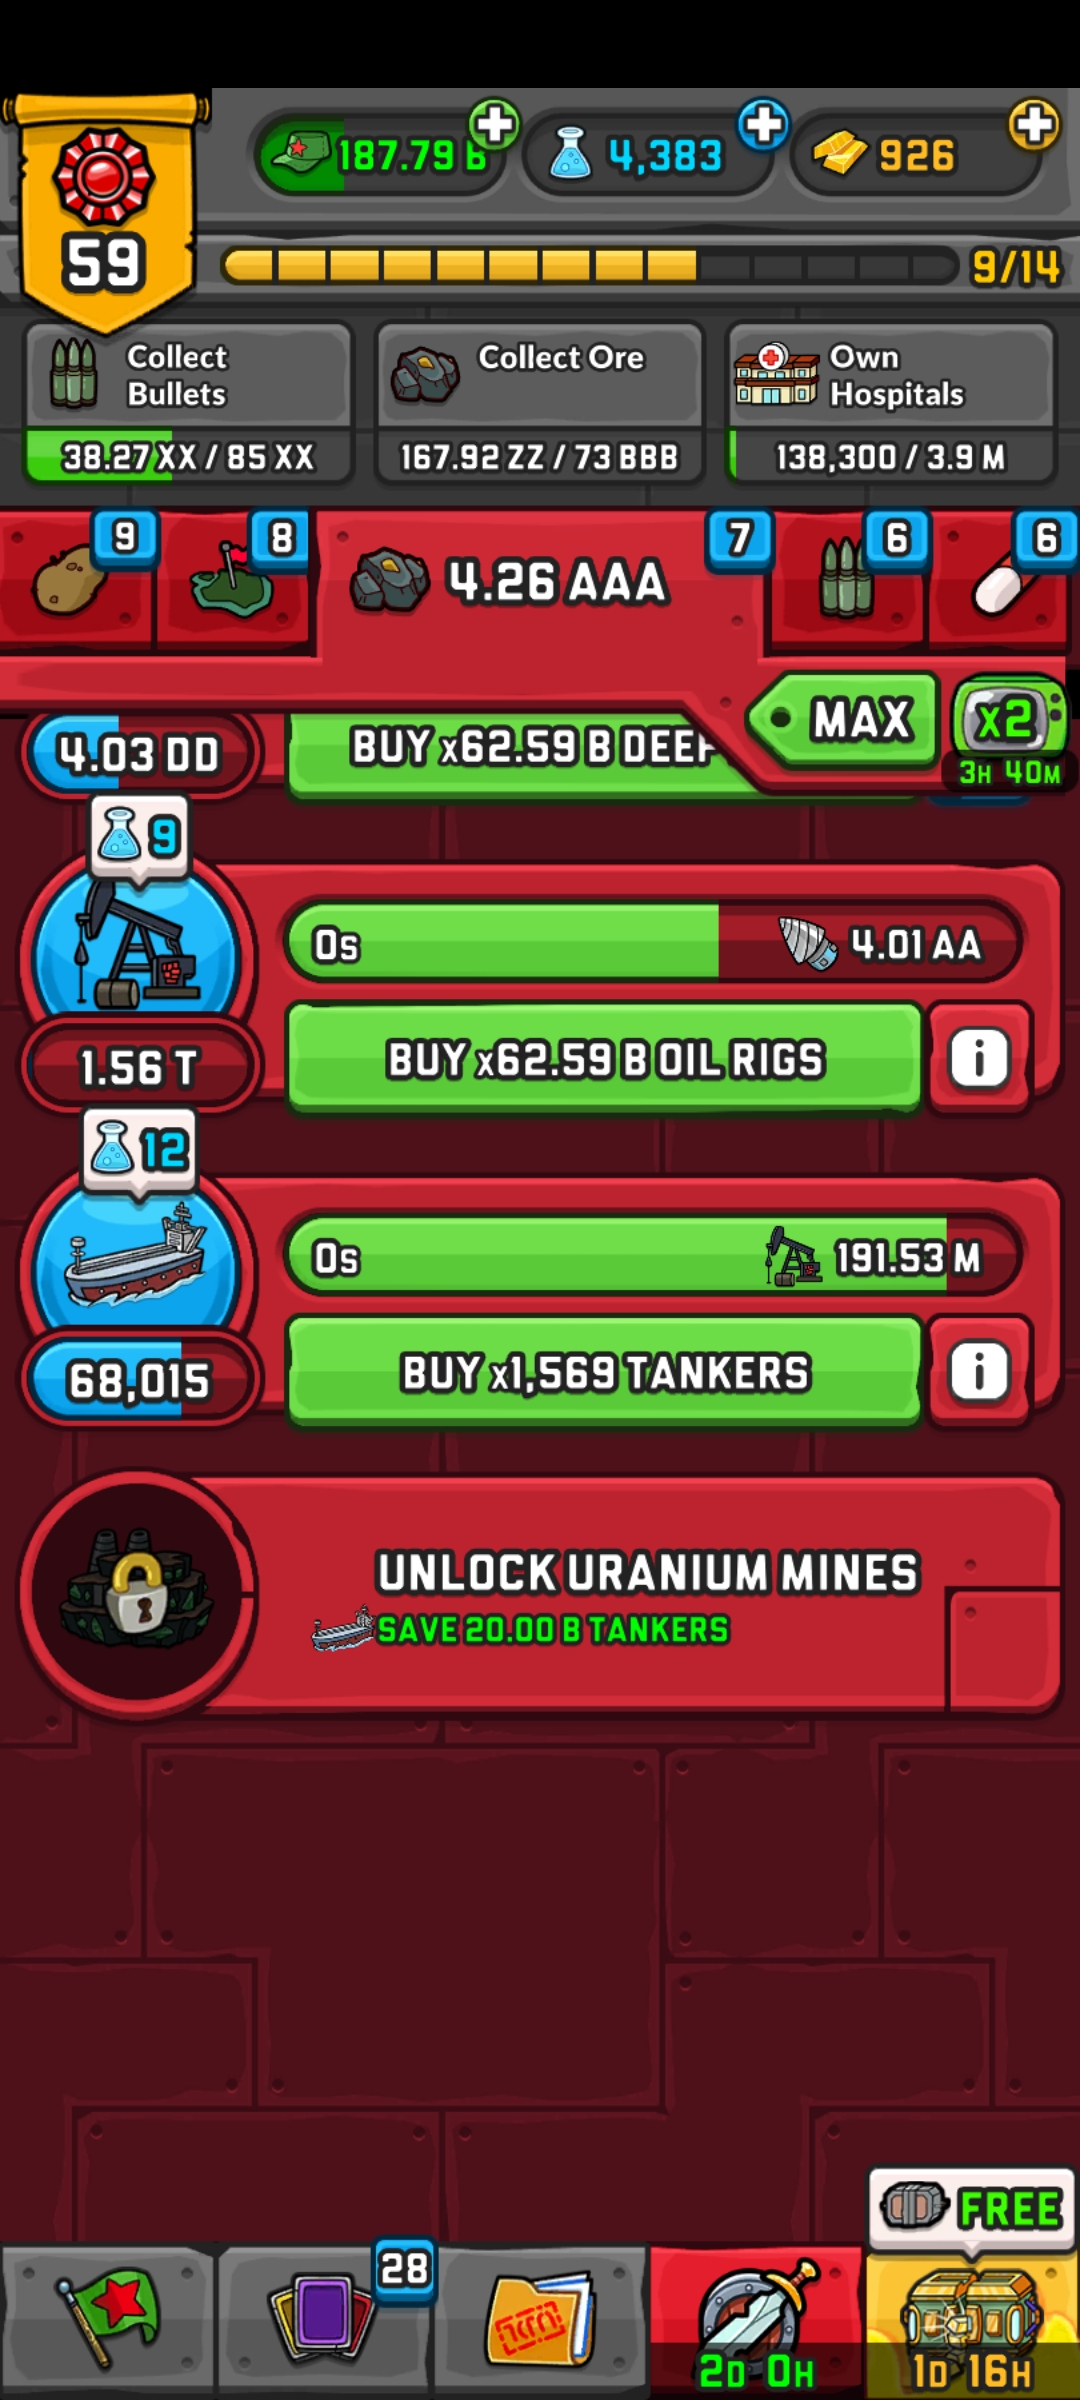 187.79 B
4,383
926
59
9/14
Collect
Bullets
38.27 XX / 85 XX
Collect Ore
167.92 ZZ / 73 BBB
Own
Hospitals
138,300 / 3.9 M
9
8
4.26 AAA
7
6
6
MAX
x2
3H 40M
4.03 DD
BUY x62.59 B DEEP
9
0s
4.01 AA
1.56 T
BUY x62.59 B OIL RIGS
i
12
0s
191.53 M
68,015
BUY x1,569 TANKERS
i
UNLOCK URANIUM MINES
SAVE 20.00 B TANKERS
FREE
28
2D 0H
1D 16H